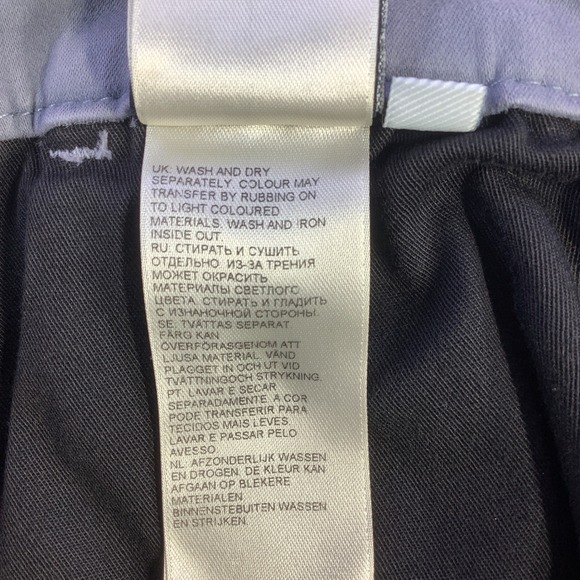 UK: WASH AND DRY
SEPARATELY. COLOUR MAY
TRANSFER BY RUBBING ON
TO LIGHT COLOURED
MATERIALS. WASH AND IRON
INSIDE OUT.
RU: СТИРАТЬ И СУШИТЬ
ОТДЕЛЬНО. ИЗ-ЗА ТРЕНИЯ
МОЖЕТ ОКРАСИТЬ
МАТЕРИАЛЫ СВЕТЛОГО
ЦВЕТА. СТИРАТЬ И ГЛАДИТЬ
С ИЗНАНОЧНОЙ СТОРОНЫ.
SE: TVÄTTAS SEPARAT.
FÄRG KAN
ÖVERFÖRASGENOM ATT
LJUSA MATERIAL. VÄND
PLAGGET IN OCH UT VID
TVÄTTNINGOCH STRYKNING.
PT: LAVAR E SECAR
SEPARADAMENTE. A COR
PODE TRANSFERIR PARA
TECIDOS MAIS LEVES.
LAVAR E PASSAR PELO
AVESSO.
NL: AFZONDERLIJK WASSEN
EN DROGEN. DE KLEUR KAN
AFGAAN OP BLEKERE
MATERIALEN.
BINNENSTEBUITEN WASSEN
EN STRIJKEN.